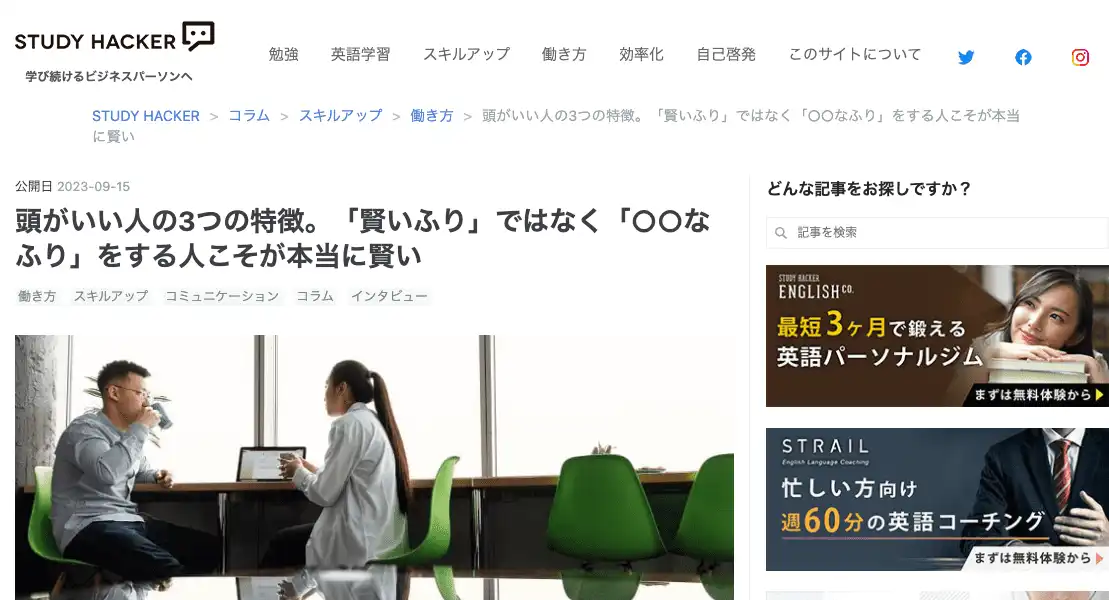 STUDY HACKER
学び続けるビジネスパーソンへ
勉強 英語学習 スキルアップ 働き方 効率化 自己啓発 このサイトについて
STUDY HACKER > コラム > スキルアップ > 働き方 > 頭がいい人の3つの特徴。「賢いふり」ではなく「〇〇なふり」をする人こそが本当
に賢い
公開日 2023-09-15
頭がいい人の3つの特徴。「賢いふり」ではなく「〇〇な
ふり」をする人こそが本当に賢い
働き方 スキルアップ コミュニケーション コラム インタビュー
どんな記事をお探しですか？
記事を検索
STUDY HACKER
ENGLISH CO.
最短3ヶ月で鍛える
英語パーソナルジム
まずは無料体験から
STRAIL
English Language Coaching
忙しい方向け
週60分の英語コーチング
まずは無料体験から